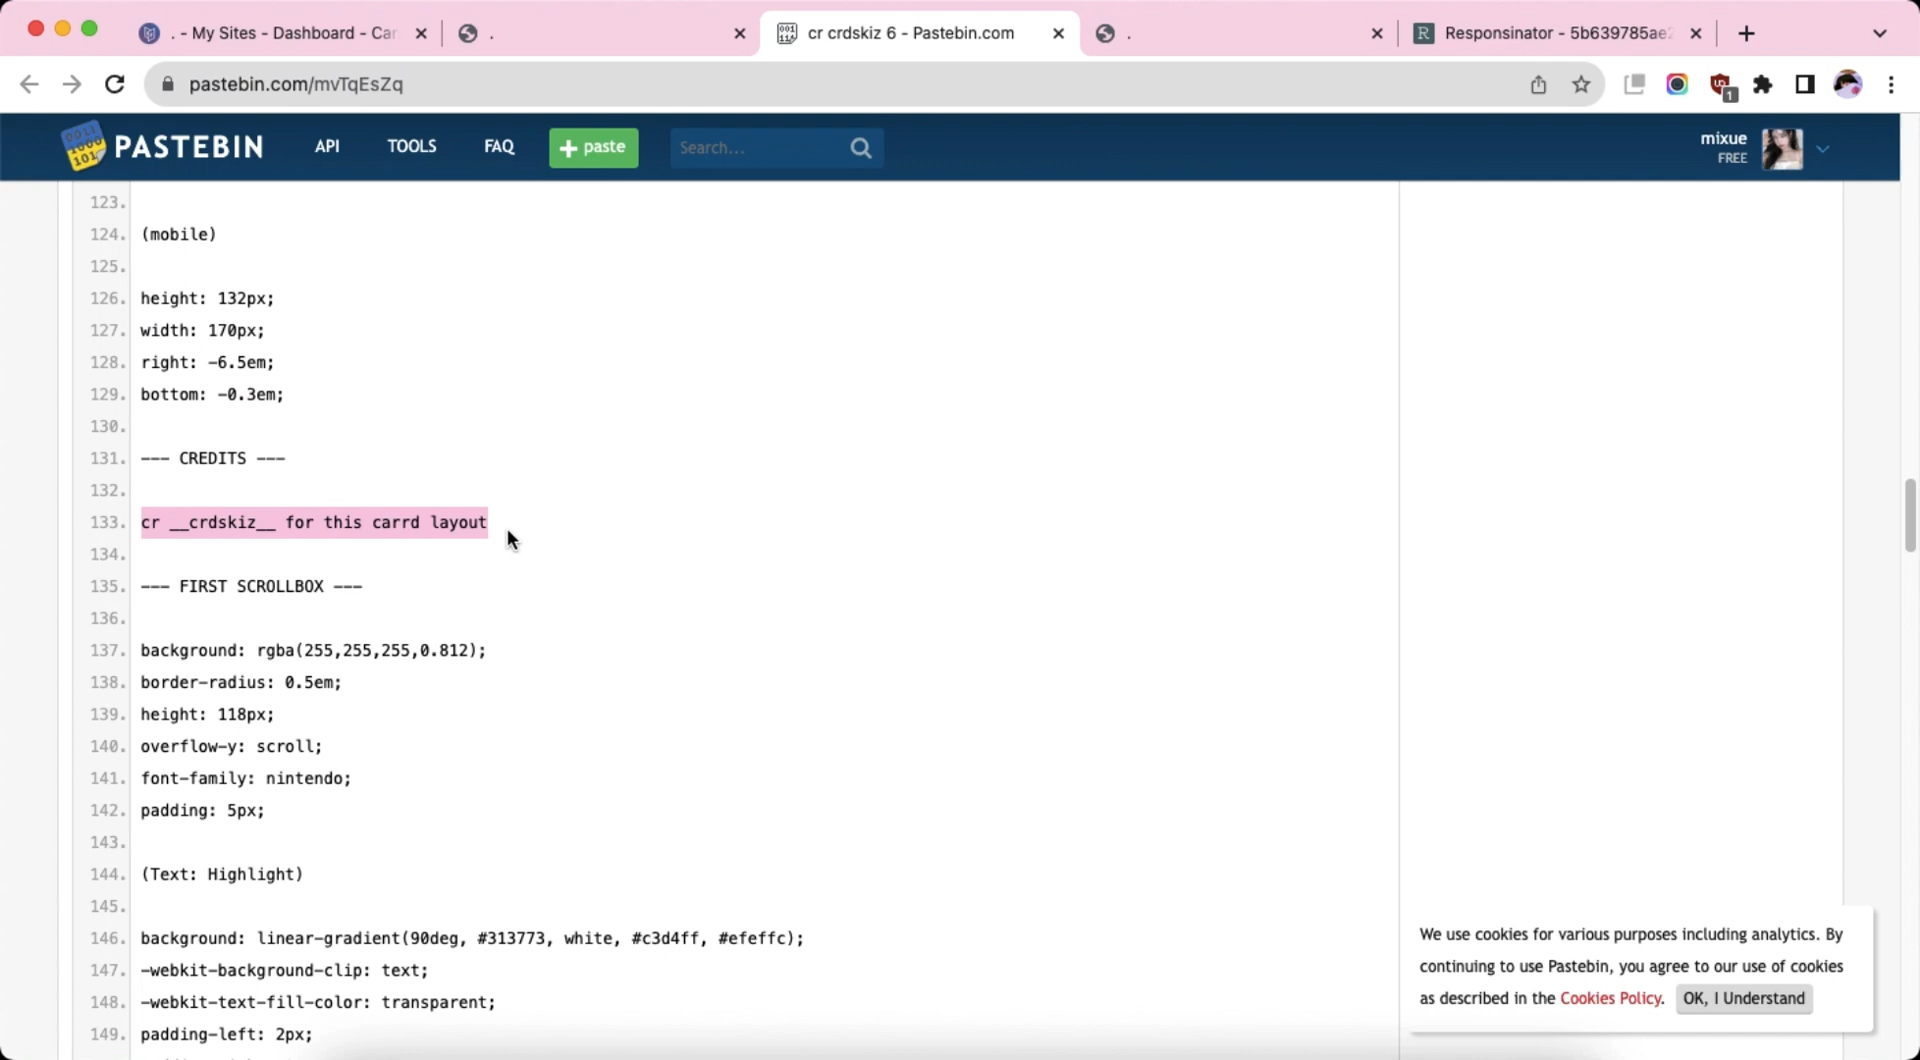 . - My Sites - Dashboard - Car
.
cr crdskiz 6 - Pastebin.com
.
R
Responsinator - 5b639785ae2
pastebin.com/mvTqEsZq
1
PASTEBIN
API
TOOLS
FAQ
+ paste
Search...
mixue
FREE
123.
124. (mobile)
125.
126. height: 132px;
127. width: 170px;
128. right: -6.5em;
129. bottom: -0.3em;
130.
131. --- CREDITS ---
132.
133. cr __crdskiz__ for this carrd layout
134.
135. --- FIRST SCROLLBOX ---
136.
137. background: rgba(255,255,255,0.812);
138. border-radius: 0.5em;
139. height: 118px;
140. overflow-y: scroll;
141. font-family: nintendo;
142. padding: 5px;
143.
144. (Text: Highlight)
145.
146. background: linear-gradient(90deg, #313773, white, #c3d4ff, #efeffc);
147. -webkit-background-clip: text;
148. -webkit-text-fill-color: transparent;
149. padding-left: 2px;
We use cookies for various purposes including analytics. By
continuing to use Pastebin, you agree to our use of cookies
as described in the Cookies Policy. OK, I Understand